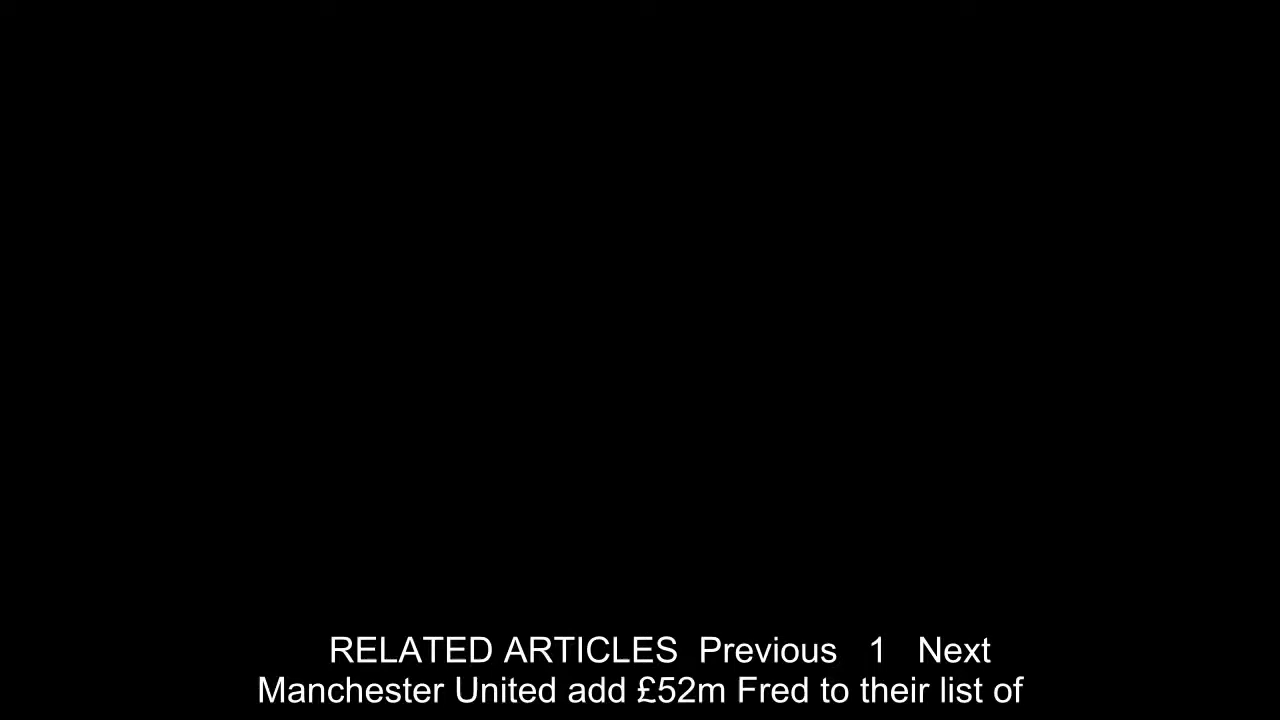 RELATED ARTICLES  Previous   1   Next
Manchester United add £52m Fred to their list of